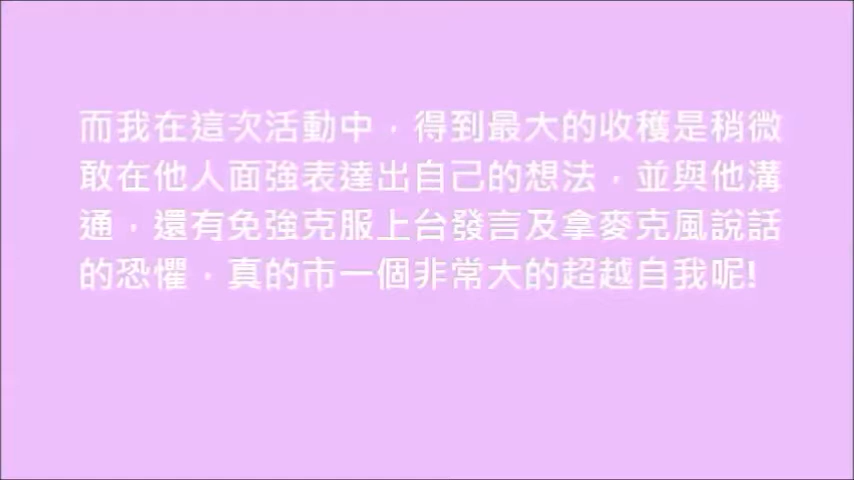 而我在這次活動中，得到最大的收穫是稍微
敢在他人面強表達出自己的想法，並與他溝
通，還有免強克服上台發言及拿麥克風說話
的恐懼，真的市一個非常大的超越自我呢!